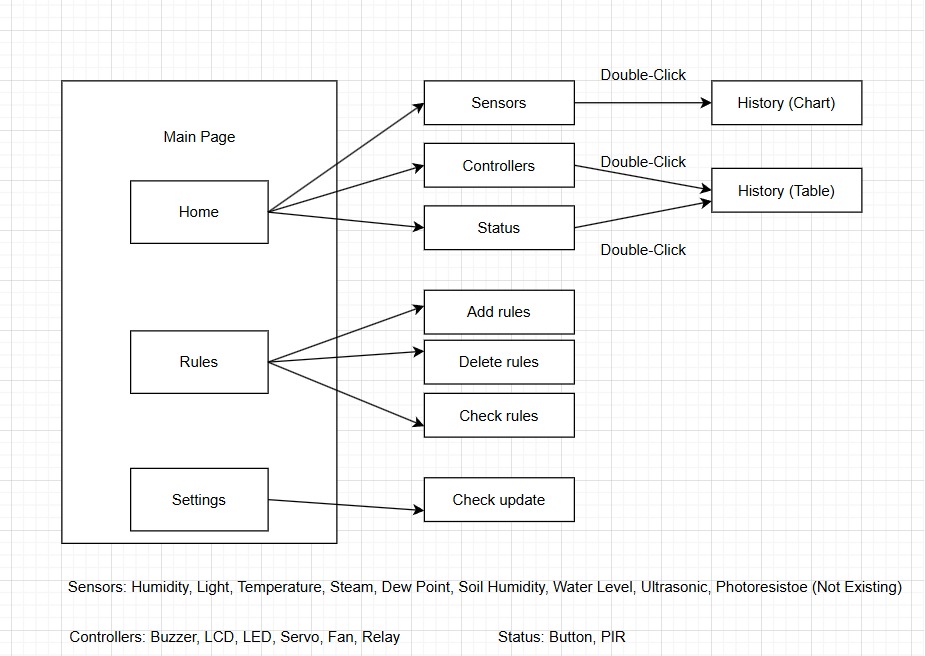 Double-Click
Sensors
History (Chart)
Main Page
Controllers
Double-Click
History (Table)
Home
Status
Double-Click
Add rules
Rules
Delete rules
Check rules
Settings
Check update
Sensors: Humidity, Light, Temperature, Steam, Dew Point, Soil Humidity, Water Level, Ultrasonic, Photoresistoe (Not Existing)
Controllers: Buzzer, LCD, LED, Servo, Fan, Relay
Status: Button, PIR